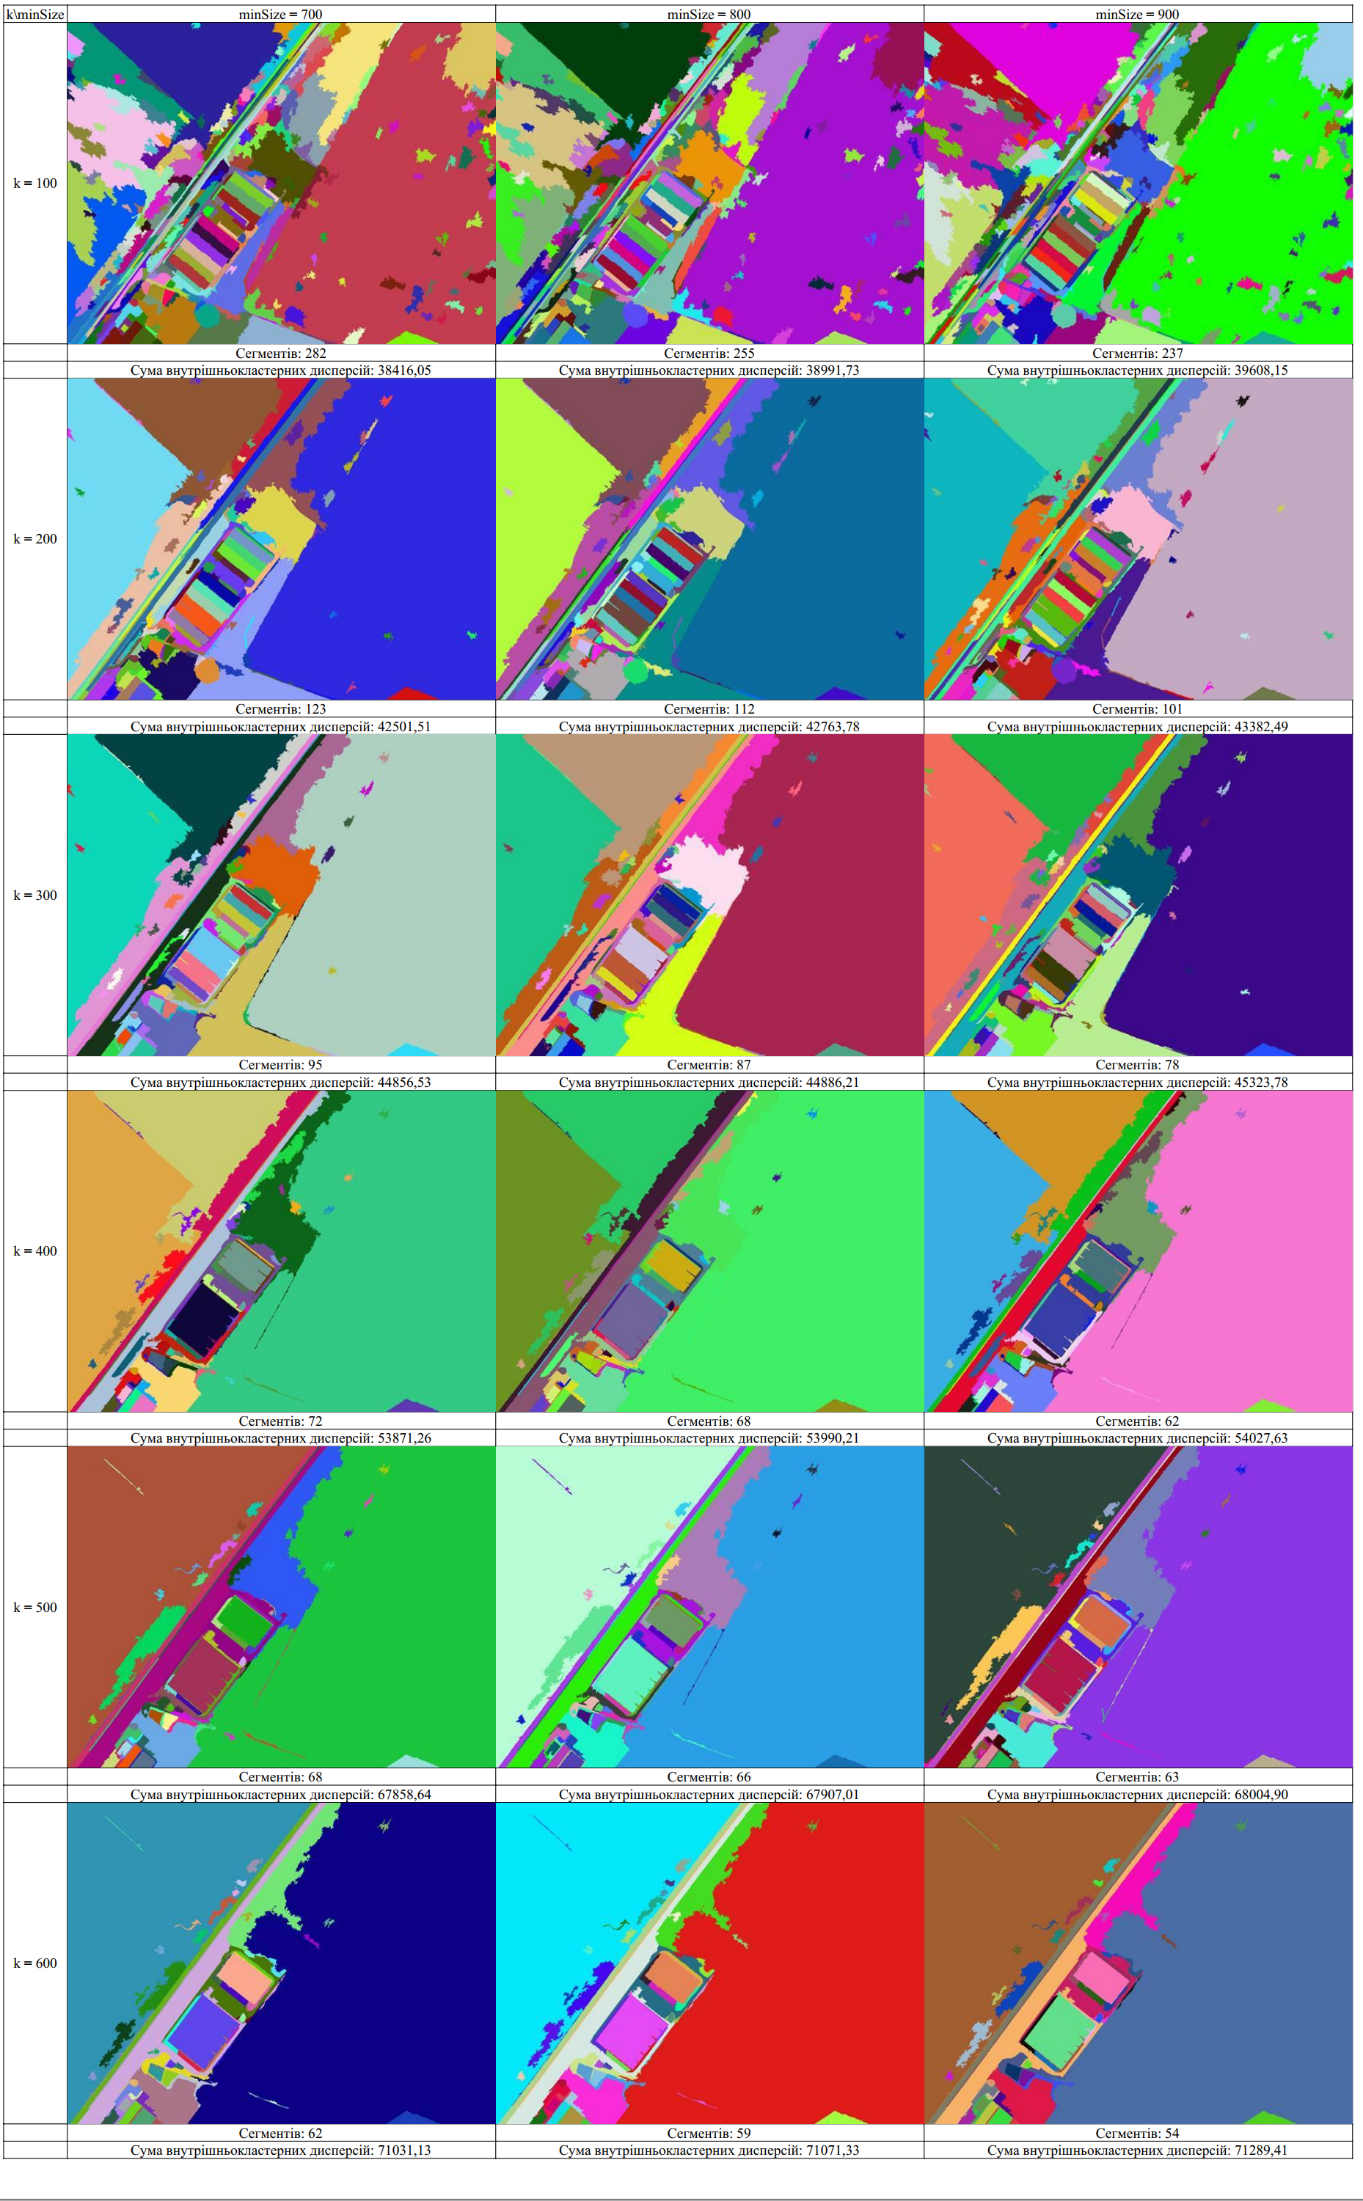 k\minSize minSize = 700 minSize = 800 minSize = 900
k = 100
Сегментів: 282 Сегментів: 255 Сегментів: 237
Сума внутрішньокластерних дисперсій: 38416,05 Сума внутрішньокластерних дисперсій: 38991,73 Сума внутрішньокластерних дисперсій: 39608,15
k = 200
Сегментів: 123 Сегментів: 112 Сегментів: 101
Сума внутрішньокластерних дисперсій: 42501,51 Сума внутрішньокластерних дисперсій: 42763,78 Сума внутрішньокластерних дисперсій: 43382,49
k = 300
Сегментів: 95 Сегментів: 87 Сегментів: 78
Сума внутрішньокластерних дисперсій: 44856,53 Сума внутрішньокластерних дисперсій: 44886,21 Сума внутрішньокластерних дисперсій: 45323,78
k = 400
Сегментів: 72 Сегментів: 68 Сегментів: 62
Сума внутрішньокластерних дисперсій: 53871,26 Сума внутрішньокластерних дисперсій: 53990,21 Сума внутрішньокластерних дисперсій: 54027,63
k = 500
Сегментів: 68 Сегментів: 66 Сегментів: 63
Сума внутрішньокластерних дисперсій: 67858,64 Сума внутрішньокластерних дисперсій: 67907,01 Сума внутрішньокластерних дисперсій: 68004,90
k = 600
Сегментів: 62 Сегментів: 59 Сегментів: 54
Сума внутрішньокластерних дисперсій: 71031,13 Сума внутрішньокластерних дисперсій: 71071,33 Сума внутрішньокластерних дисперсій: 71289,41